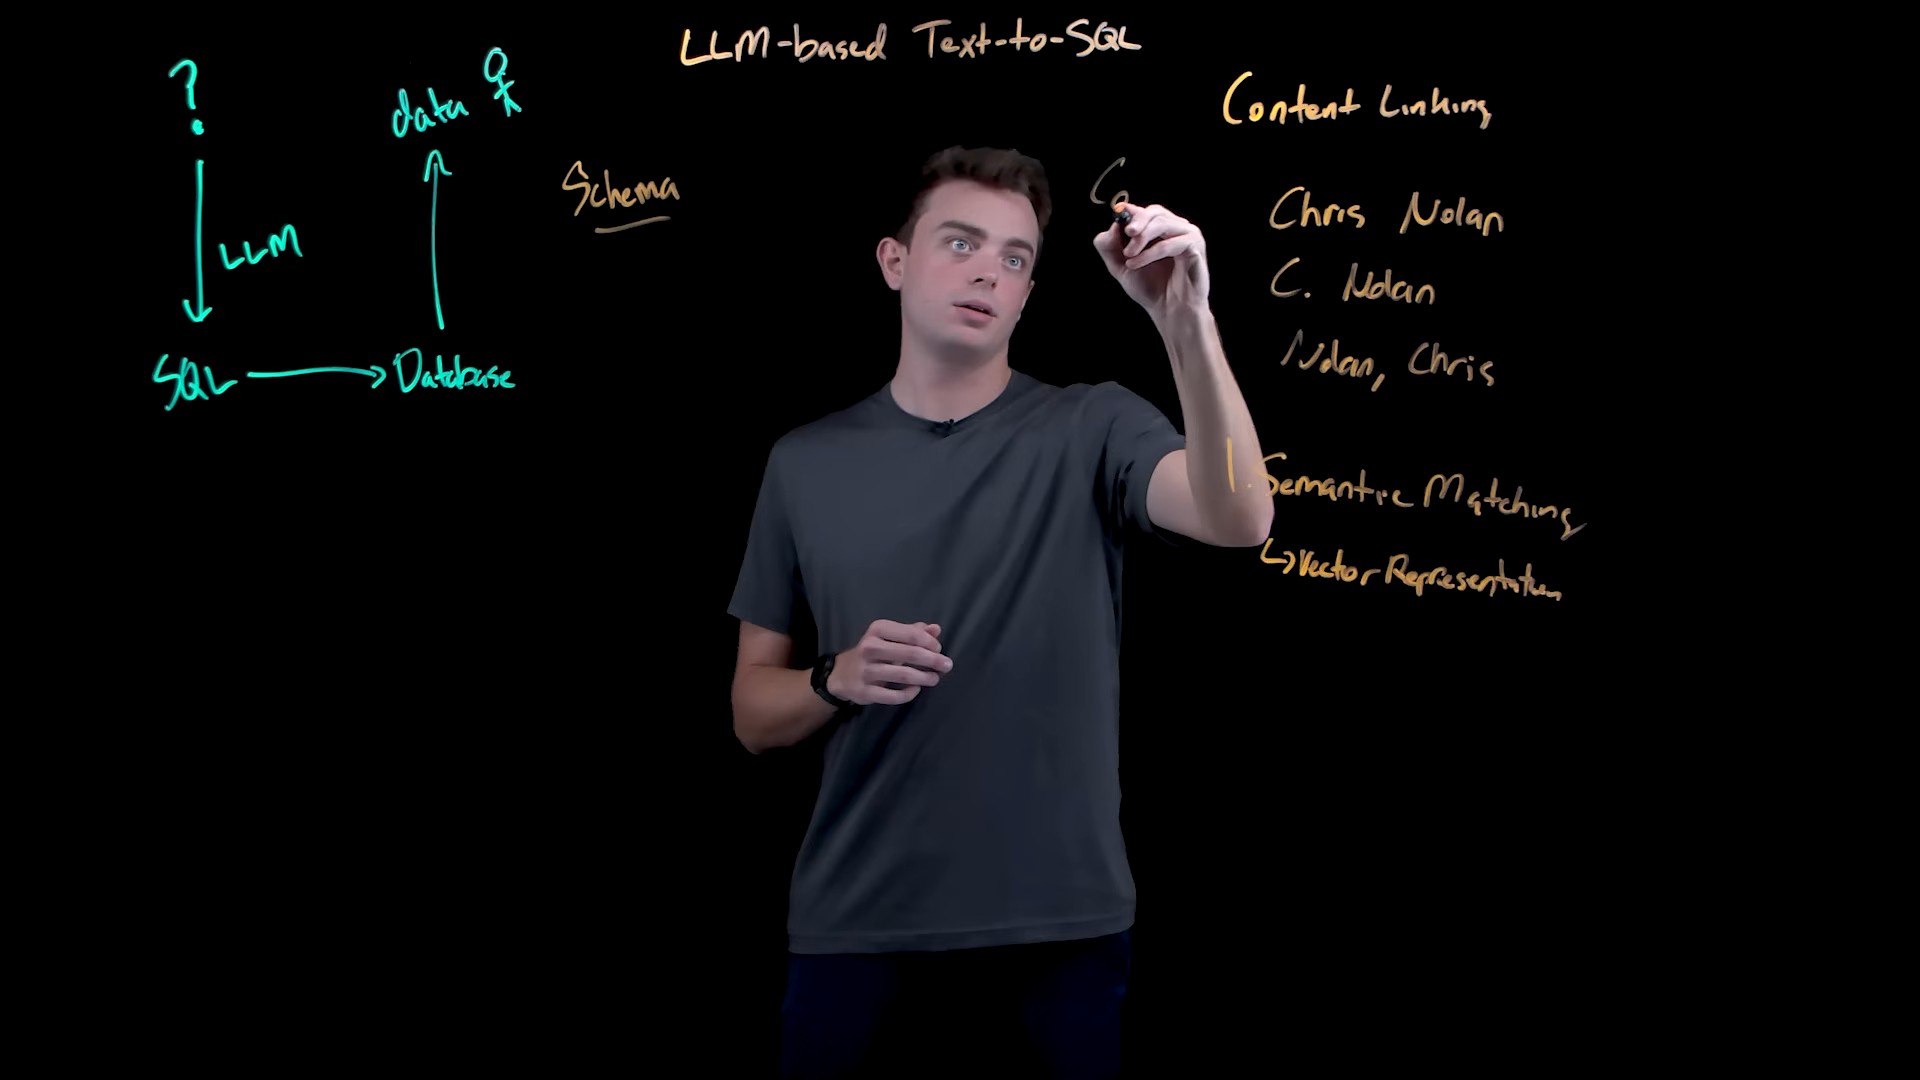 LLM-based Text-to-SQL
?
data
LLM
SQL
Database
Schema
Co
Content Linking
Chris Nolan
C. Nolan
Nolan, Chris
1. Semantic Matching
Vector Representation